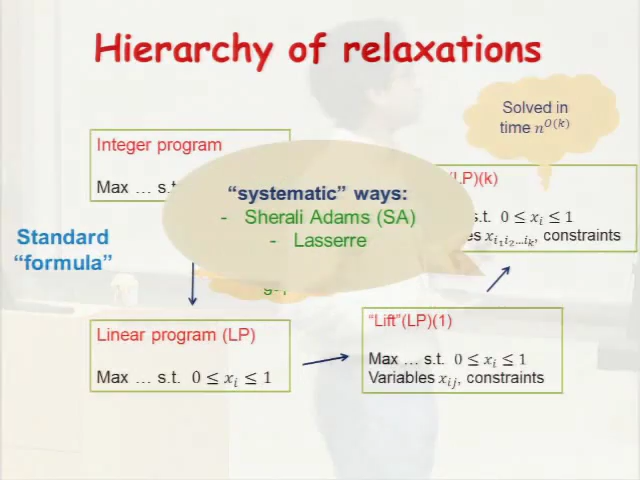 Hierarchy of relaxations
Solved in
time n^{O(k)}
Integer program
Max … s.t.
"systematic" ways:
- Sherali Adams (SA)
- Lasserre
(LP)(k)
s.t. 0 ≤ x_i ≤ 1
x_{i_1 i_2…i_k}, constraints
Standard
"formula"
Linear program (LP)
Max … s.t. 0 ≤ x_i ≤ 1
"Lift"(LP)(1)
Max … s.t. 0 ≤ x_i ≤ 1
Variables x_{ij}, constraints